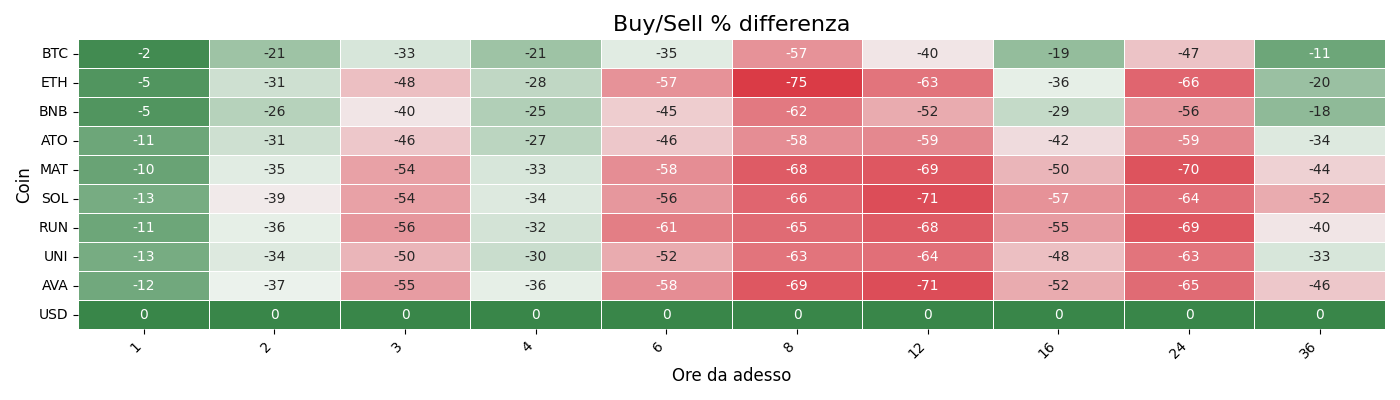 Buy/Sell % differenza
Coin
BTC -2 -21 -33 -21 -35 -57 -40 -19 -47 -11
ETH -5 -31 -48 -28 -57 -75 -63 -36 -66 -20
BNB -5 -26 -40 -25 -45 -62 -52 -29 -56 -18
ATO -11 -31 -46 -27 -46 -58 -59 -42 -59 -34
MAT -10 -35 -54 -33 -58 -68 -69 -50 -70 -44
SOL -13 -39 -54 -34 -56 -66 -71 -57 -64 -52
RUN -11 -36 -56 -32 -61 -65 -68 -55 -69 -40
UNI -13 -34 -50 -30 -52 -63 -64 -48 -63 -33
AVA -12 -37 -55 -36 -58 -69 -71 -52 -65 -46
USD 0 0 0 0 0 0 0 0 0 0
1 2 3 4 6 8 12 16 24 36
Ore da adesso